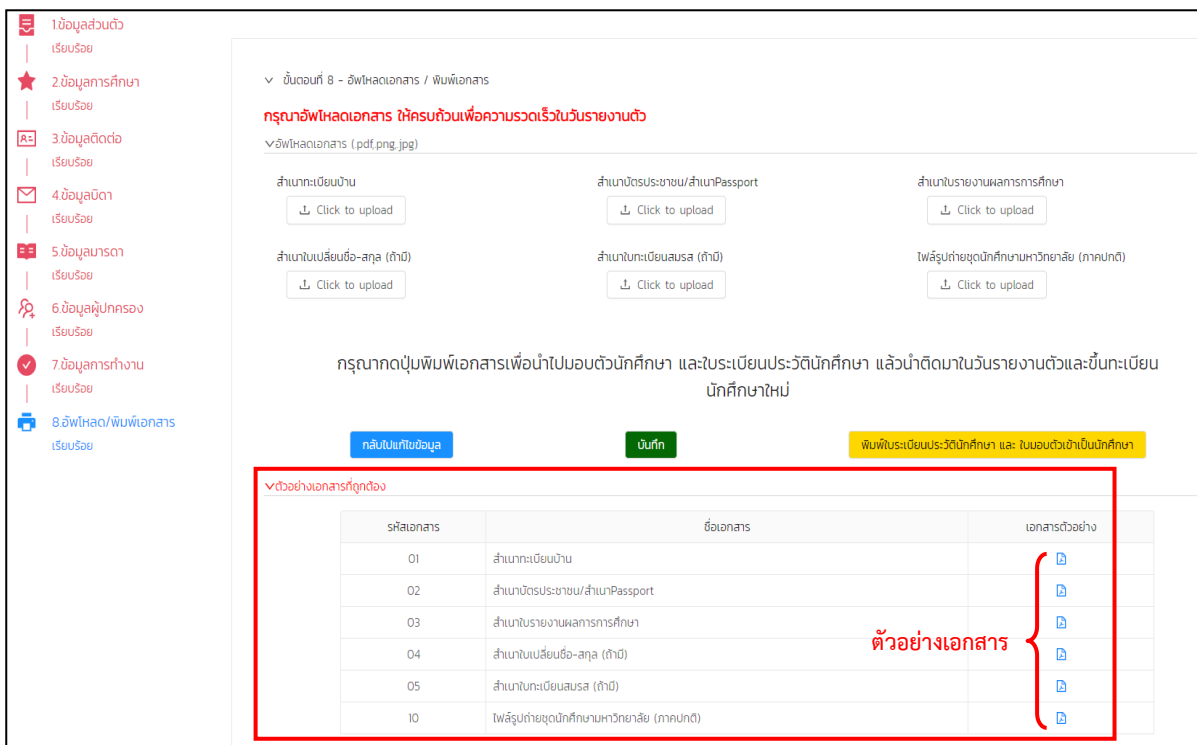 1.ข้อมูลส่วนตัว
เรียบร้อย
2.ข้อมูลการศึกษา
เรียบร้อย
3.ข้อมูลติดต่อ
เรียบร้อย
4.ข้อมูลบิดา
เรียบร้อย
5.ข้อมูลมารดา
เรียบร้อย
6.ข้อมูลผู้ปกครอง
เรียบร้อย
7.ข้อมูลการทำงาน
เรียบร้อย
8.อัพโหลด/พิมพ์เอกสาร
เรียบร้อย
ขั้นตอนที่ 8 - อัพโหลดเอกสาร / พิมพ์เอกสาร
กรุณาอัพโหลดเอกสาร ให้ครบถ้วนเพื่อความรวดเร็วในวันรายงานตัว
อัพโหลดเอกสาร (.pdf,png,jpg)
สำเนาทะเบียนบ้าน สำเนาบัตรประชาชน/สำเนาPassport สำเนาใบรายงานผลการการศึกษา
Click to upload Click to upload Click to upload
สำเนาใบเปลี่ยนชื่อ-สกุล (ถ้ามี) สำเนาใบทะเบียนสมรส (ถ้ามี) ไฟล์รูปถ่ายชุดนักศึกษามหาวิทยาลัย (ภาคปกติ)
Click to upload Click to upload Click to upload
กรุณากดปุ่มพิมพ์เอกสารเพื่อนำไปมอบตัวนักศึกษา และใบระเบียนประวัตินักศึกษา แล้วนำติดมาในวันรายงานตัวและขึ้นทะเบียน
นักศึกษาใหม่
กลับไปแก้ไขข้อมูล บันทึก พิมพ์ใบระเบียนประวัตินักศึกษา และ ใบมอบตัวเข้าเป็นนักศึกษา
ตัวอย่างเอกสารที่ถูกต้อง
รหัสเอกสาร ชื่อเอกสาร เอกสารตัวอย่าง
01 สำเนาทะเบียนบ้าน
02 สำเนาบัตรประชาชน/สำเนาPassport
03 สำเนาใบรายงานผลการการศึกษา
04 สำเนาใบเปลี่ยนชื่อ-สกุล (ถ้ามี)
05 สำเนาใบทะเบียนสมรส (ถ้ามี)
10 ไฟล์รูปถ่ายชุดนักศึกษามหาวิทยาลัย (ภาคปกติ)
ตัวอย่างเอกสาร